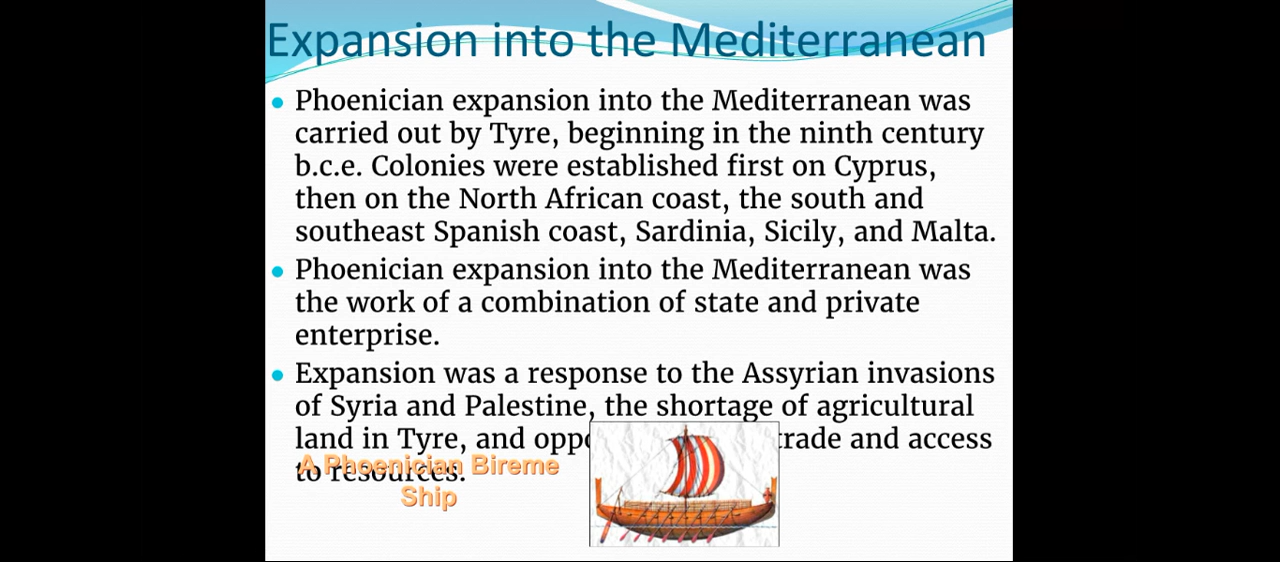 Expansion into the Mediterranean
Phoenician expansion into the Mediterranean was
carried out by Tyre, beginning in the ninth century
b.c.e. Colonies were established first on Cyprus,
then on the North African coast, the south and
southeast Spanish coast, Sardinia, Sicily, and Malta.
Phoenician expansion into the Mediterranean was
the work of a combination of state and private
enterprise.
Expansion was a response to the Assyrian invasions
of Syria and Palestine, the shortage of agricultural
land in Tyre, and trade and access
to resources.
A Phoenician Bireme
Ship